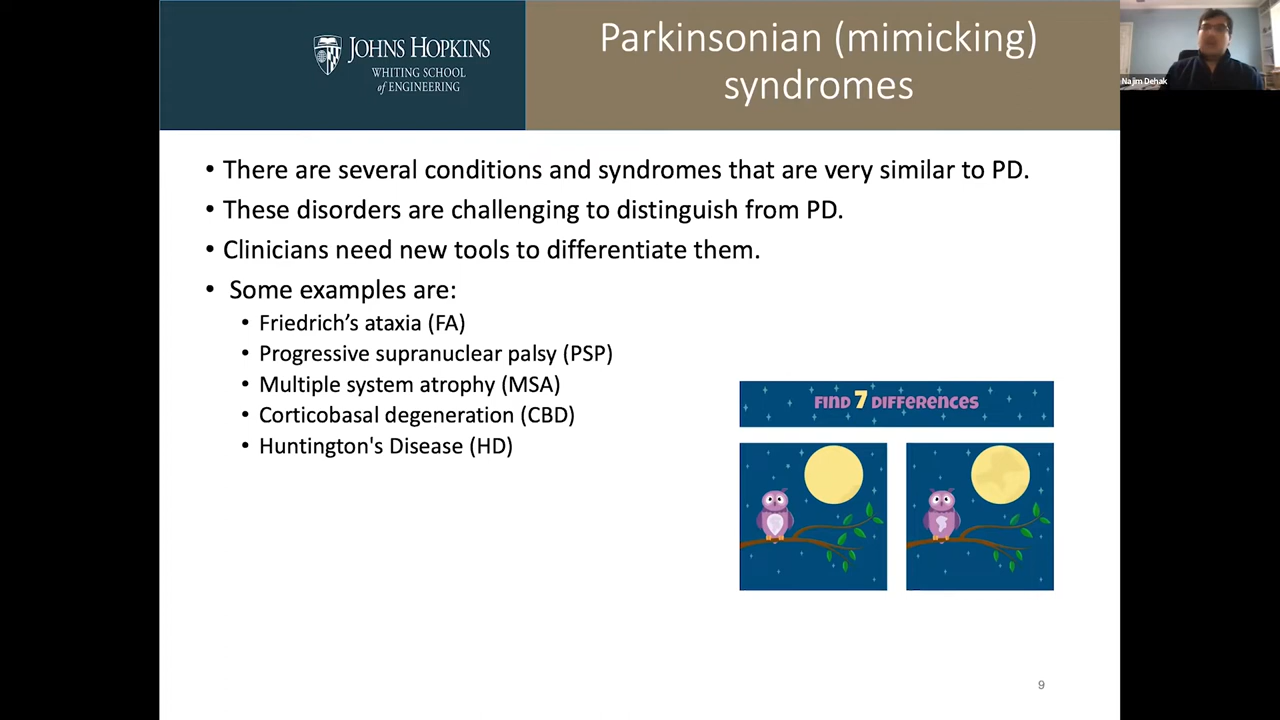 JOHNS HOPKINS
WHITING SCHOOL
of ENGINEERING
Parkinsonian (mimicking)
syndromes
Najim Dehak
• There are several conditions and syndromes that are very similar to PD.
• These disorders are challenging to distinguish from PD.
• Clinicians need new tools to differentiate them.
• Some examples are:
• Friedrich’s ataxia (FA)
• Progressive supranuclear palsy (PSP)
• Multiple system atrophy (MSA)
• Corticobasal degeneration (CBD)
• Huntington's Disease (HD)
FIND 7 DIFFERENCES
9